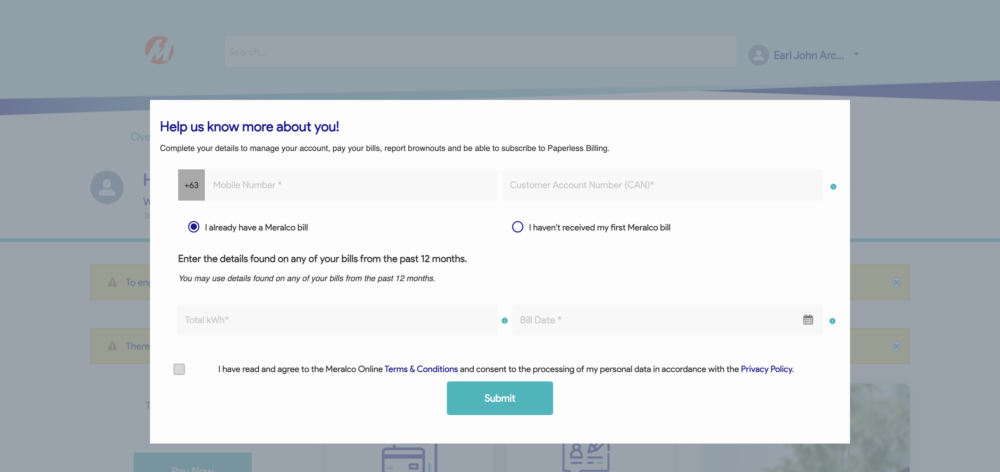 Search...
Earl John Arc...
Help us know more about you!
Complete your details to manage your account, pay your bills, report brownouts and be able to subscribe to Paperless Billing.
+63
Mobile Number *
Customer Account Number (CAN)*
I already have a Meralco bill
I haven't received my first Meralco bill
Enter the details found on any of your bills from the past 12 months.
You may use details found on any of your bills from the past 12 months.
To eng
Total kWh*
Bill Date *
There
I have read and agree to the Meralco Online Terms & Conditions and consent to the processing of my personal data in accordance with the Privacy Policy.
Submit
Pay Now